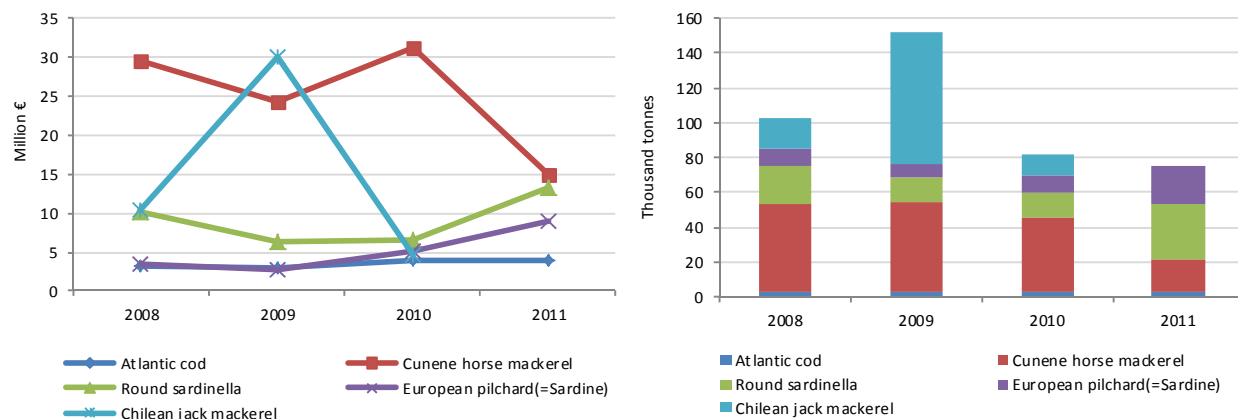 35
30
25
20
15
10
5
0
Million €
2008 2009 2010 2011
Atlantic cod
Cunene horse mackerel
Round sardinella
European pilchard(=Sardine)
Chilean jack mackerel
160
140
120
100
80
60
40
20
0
Thousand tonnes
2008 2009 2010 2011
Atlantic cod
Cunene horse mackerel
Round sardinella
European pilchard(=Sardine)
Chilean jack mackerel